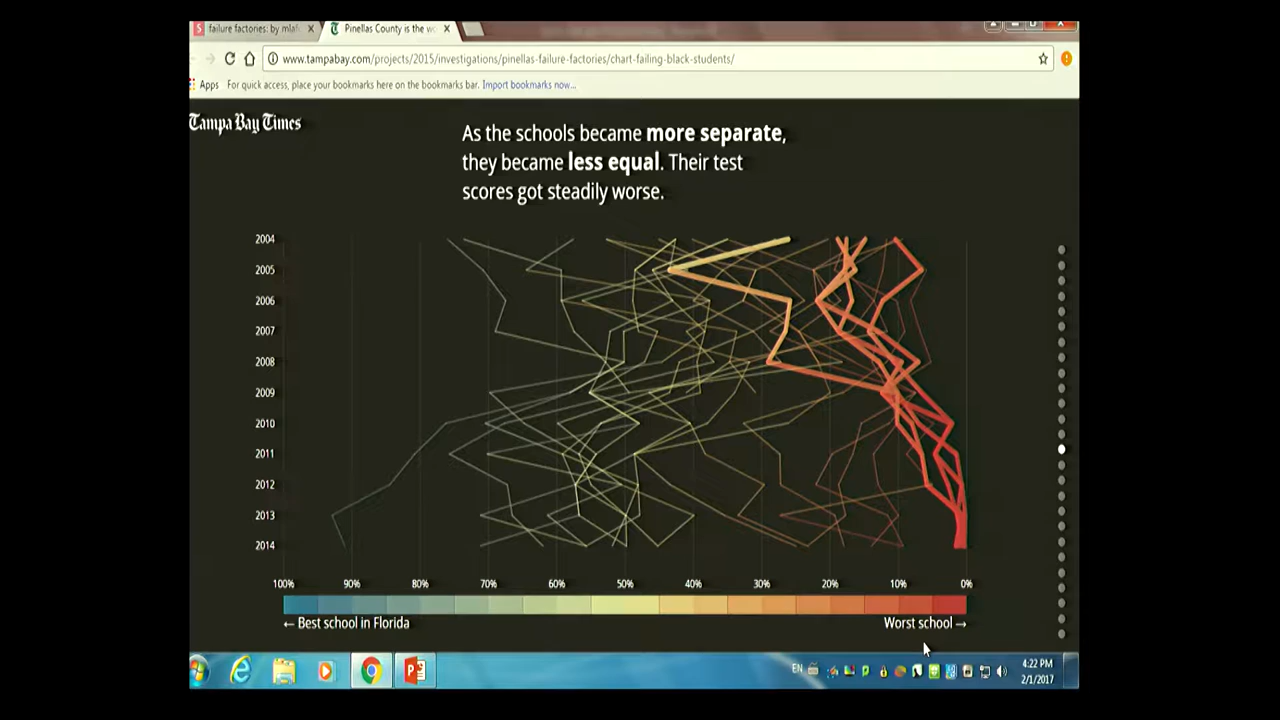 failure factories: by mla
Pinellas County is the w
www.tampabay.com/projects/2015/investigations/pinellas-failure-factories/chart-failing-black-students/
Apps For quick access, place your bookmarks here on the bookmarks bar. Import bookmarks now...
Tampa Bay Times
As the schools became more separate,
they became less equal. Their test
scores got steadily worse.
2004
2005
2006
2007
2008
2009
2010
2011
2012
2013
2014
100% 90% 80% 70% 60% 50% 40% 30% 20% 10% 0%
← Best school in Florida Worst school →
EN
4:22 PM
2/1/2017